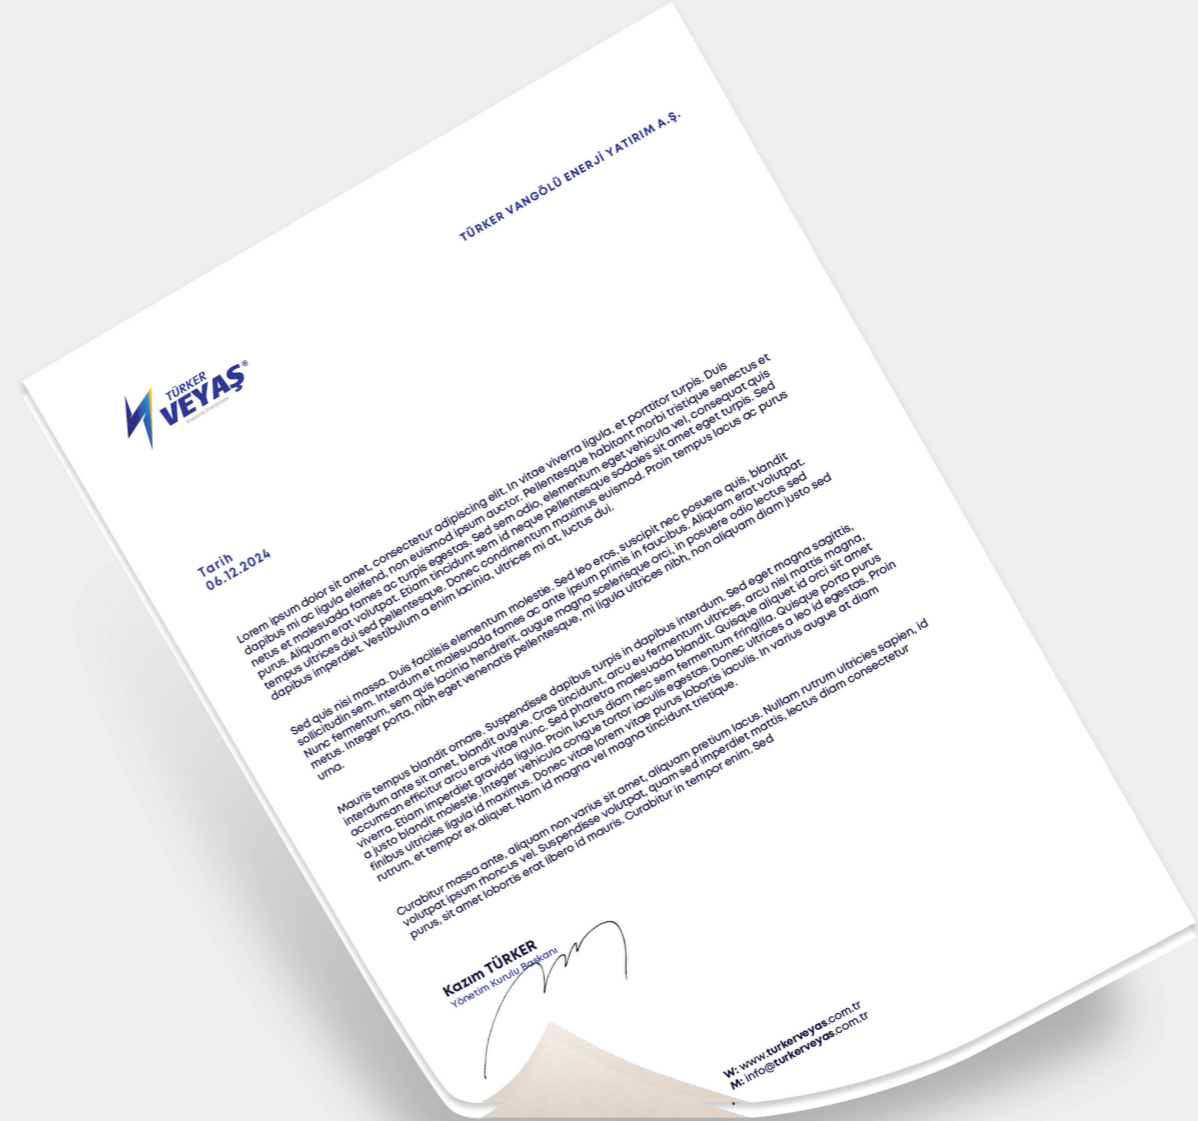 TÜRKER VANGÖLÜ ENERJİ YATIRIM A.Ş.
TÜRKER
VEYAŞ®
Tarih
06.12.2024
Lorem ipsum dolor sit amet, consectetur adipiscing elit. In vitae viverra ligula, et porttitor turpis. Duis
dapibus mi ac ligula eleifend, non euismod ipsum auctor. Pellentesque habitant morbi tristique senectus et
netus et malesuada fames ac turpis egestas. Sed sem odio, elementum eget vehicula vel, consequat quis
purus. Aliquam erat volutpat. Etiam tincidunt sem id neque pellentesque sodales sit amet eget turpis. Sed
tempus ultrices dui sed pellentesque. Donec condimentum maximus euismod. Proin tempus lacus ac purus
dapibus imperdiet. Vestibulum a enim lacinia, ultrices mi at, luctus dui.
Sed quis nisi massa. Duis facilisis elementum molestie. Sed leo eros, suscipit nec posuere quis, blandit
sollicitudin sem. Interdum et malesuada fames ac ante ipsum primis in faucibus. Aliquam erat volutpat.
Nunc fermentum, sem quis lacinia hendrerit, augue magna scelerisque orci, in posuere odio lectus sed
metus. Integer porta, nibh eget venenatis pellentesque, mi ligula ultrices nibh, non aliquam diam justo sed
urna.
Mauris tempus blandit ornare. Suspendisse dapibus turpis in dapibus interdum. Sed eget magna sagittis,
interdum ante sit amet, blandit augue. Cras tincidunt, arcu eu fermentum ultrices, arcu nisi mattis magna,
accumsan efficitur arcu eros vitae nunc. Sed pharetra malesuada blandit. Quisque aliquet id orci sit amet
viverra. Etiam imperdiet gravida ligula. Proin luctus diam nec sem fermentum fringilla. Quisque porta purus
a justo blandit molestie. Integer vehicula congue tortor iaculis egestas. Donec ultrices a leo id egestas. Proin
finibus ultricies ligula id maximus. Donec vitae lorem vitae purus lobortis iaculis. In varius augue at diam
rutrum, et tempor ex aliquet. Nam id magna vel magna tincidunt tristique.
Curabitur massa ante, aliquam non varius sit amet, aliquam pretium lacus. Nullam rutrum ultricies sapien, id
volutpat ipsum rhoncus vel. Suspendisse volutpat, quam sed imperdiet mattis, lectus diam consectetur
purus, sit amet lobortis erat libero id mauris. Curabitur in tempor enim. Sed
Kazım TÜRKER
Yönetim Kurulu Başkanı
W: www.turkerveyas.com.tr
M: info@turkerveyas.com.tr